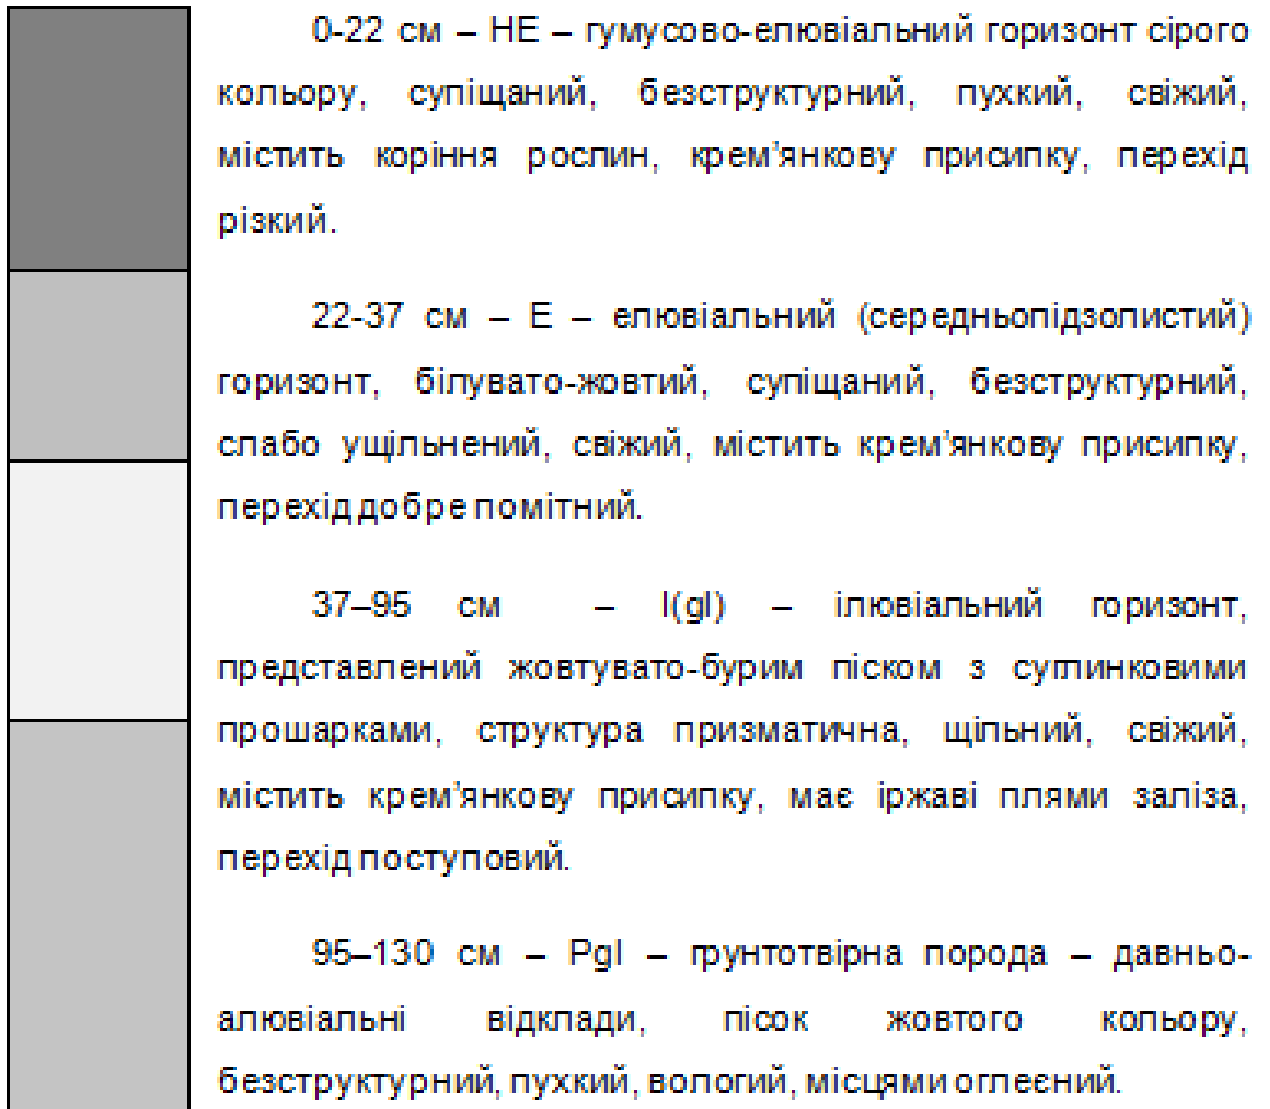 0-22 см – НЕ – гумусово-елювіальний горизонт сірого
кольору, супіщаний, безструктурний, пухкий, свіжий,
містить коріння рослин, крем'янкову присипку, перехід
різкий.
22-37 см – Е – елювіальний (середньопідзолистий)
горизонт, білувато-жовтий, супіщаний, безструктурний,
слабо ущільнений, свіжий, містить крем'янкову присипку,
перехід добре помітний.
37–95 см – I(gl) – ілювіальний горизонт,
представлений жовтувато-бурим піском з суглинковими
прошарками, структура призматична, щільний, свіжий,
містить крем'янкову присипку, має іржаві плями заліза,
перехід поступовий.
95–130 см – Pgl – ґрунтотвірна порода – давньо-
алювіальні відклади, пісок жовтого кольору,
безструктурний, пухкий, вологий, місцями оглеєний.